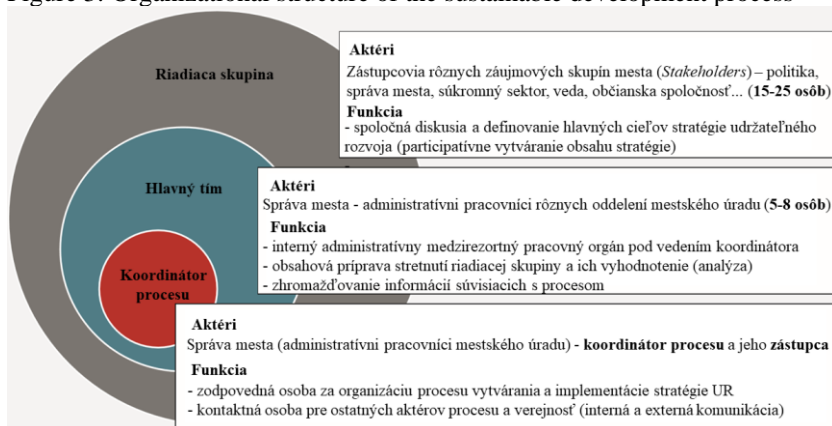 Figure 3: Organizational structure of the sustainable development process
Riadiaca skupina
Aktéri
Zástupcovia rôznych záujmových skupín mesta (Stakeholders) – politika,
správa mesta, súkromný sektor, veda, občianska spoločnosť... (15-25 osôb)
Funkcia
- spoločná diskusia a definovanie hlavných cieľov stratégie udržateľného
rozvoja (participatívne vytváranie obsahu stratégie)
Hlavný tím
Aktéri
Správa mesta - administratívni pracovníci rôznych oddelení mestského úradu (5-8 osôb)
Funkcia
- interný administratívny medzirezortný pracovný orgán pod vedením koordinátora
- obsahová príprava stretnutí riadiacej skupiny a ich vyhodnotenie (analýza)
- zhromažďovanie informácií súvisiacich s procesom
Koordinátor
procesu
Aktéri
Správa mesta (administratívni pracovníci mestského úradu) - koordinátor procesu a jeho zástupca
Funkcia
- zodpovedná osoba za organizáciu procesu vytvárania a implementácie stratégie UR
- kontaktná osoba pre ostatných aktérov procesu a verejnosť (interná a externá komunikácia)